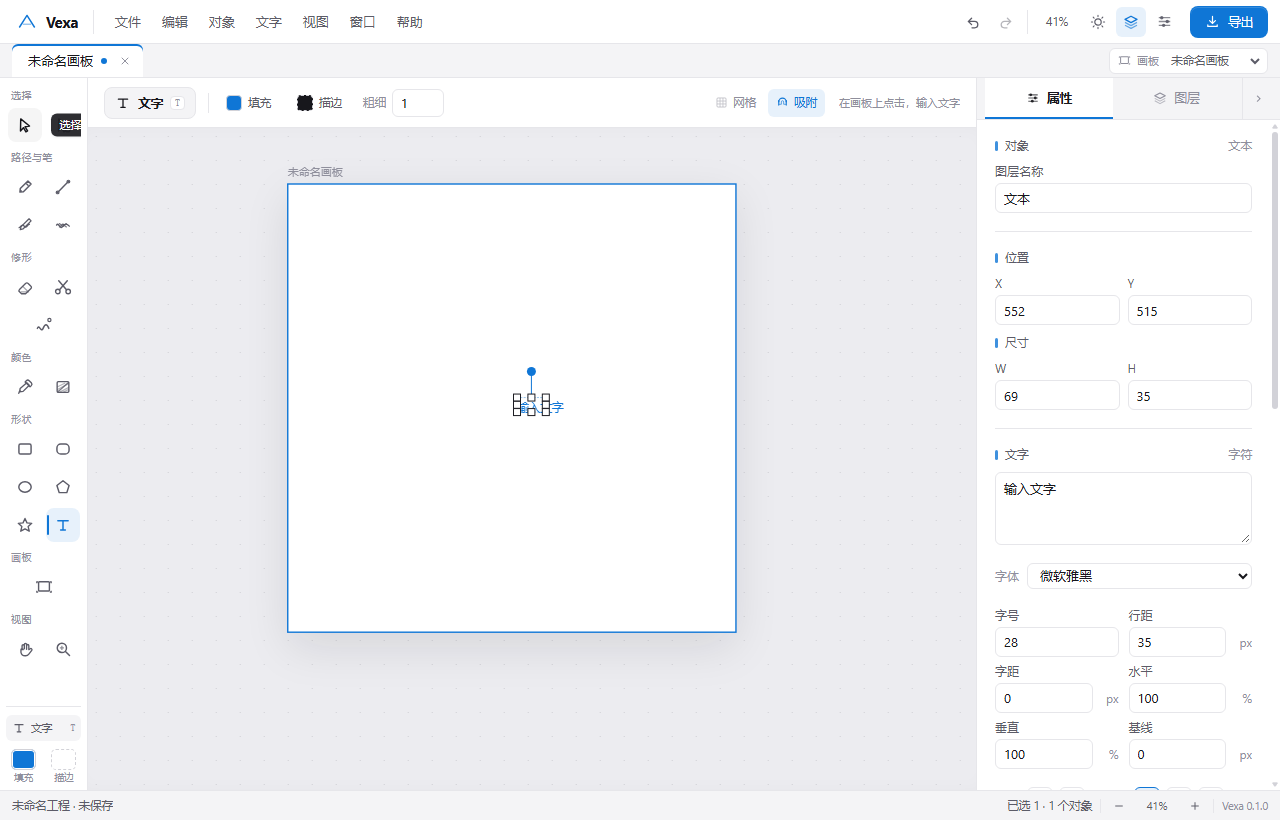 Vexa 文件 编辑 对象 文字 视图 窗口 帮助 41% 导出
未命名画板 画板 未命名画板
选择
选择
路径与笔
修形
颜色
形状
画板
视图
文字 T
填充 描边
文字 T 填充 描边 粗细 1 网格 吸附 在画板上点击，输入文字
未命名画板
输入文字
属性 图层
对象 文本
图层名称
文本
位置
X Y
552 515
尺寸
W H
69 35
文字 字符
输入文字
字体 微软雅黑
字号 行距
28 35 px
字距 水平
0 px 100 %
垂直 基线
100 % 0 px
未命名工程 · 未保存 已选 1 · 1 个对象 41% Vexa 0.1.0